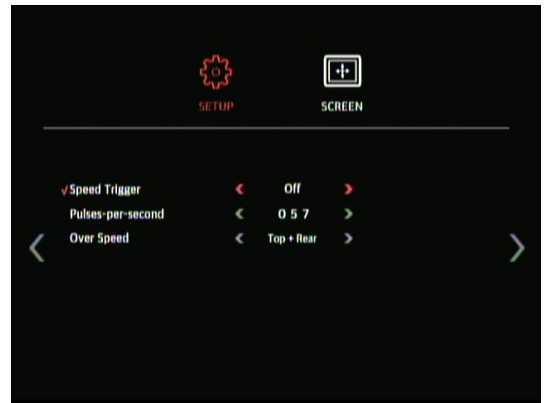 SETUP SCREEN
Speed Trigger Off
Pulses-per-second 0 5 7
Over Speed Top + Rear